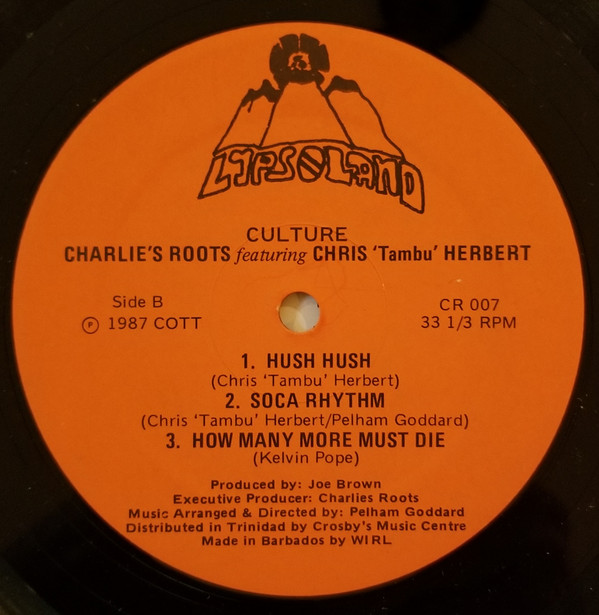 LYPSOLAND
CULTURE
CHARLIE'S ROOTS featuring CHRIS 'Tambu' HERBERT
Side B
℗ 1987 COTT
CR 007
33 1/3 RPM
1. HUSH HUSH
(Chris 'Tambu' Herbert)
2. SOCA RHYTHM
(Chris 'Tambu' Herbert/Pelham Goddard)
3. HOW MANY MORE MUST DIE
(Kelvin Pope)
Produced by: Joe Brown
Executive Producer: Charlies Roots
Music Arranged & Directed by: Pelham Goddard
Distributed in Trinidad by Crosby's Music Centre
Made in Barbados by WIRL